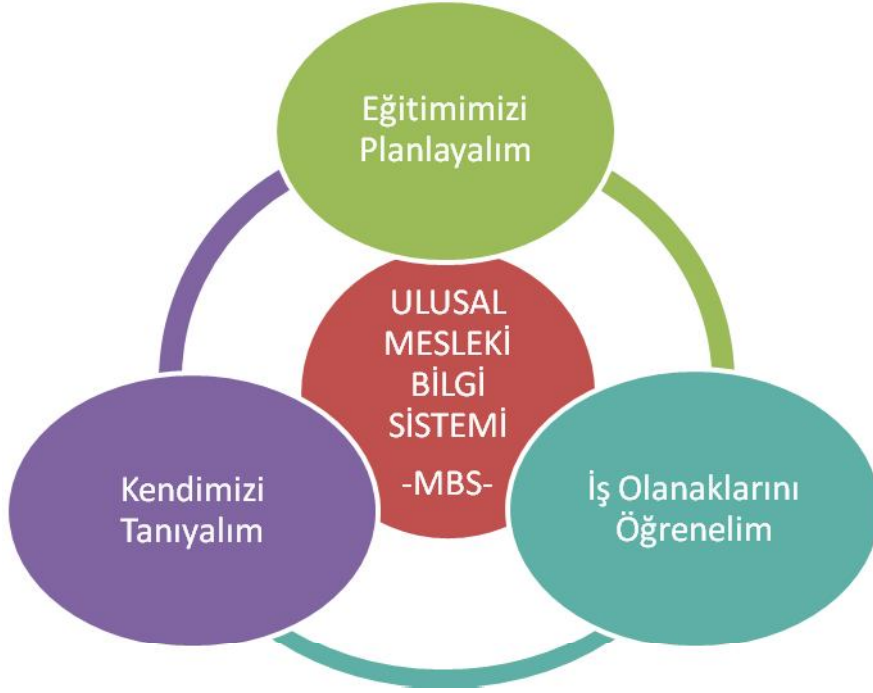 Eğitimimizi
Planlayalım
ULUSAL
MESLEKİ
BİLGİ
SİSTEMİ
-MBS-
Kendimizi
Tanıyalım
İş Olanaklarını
Öğrenelim